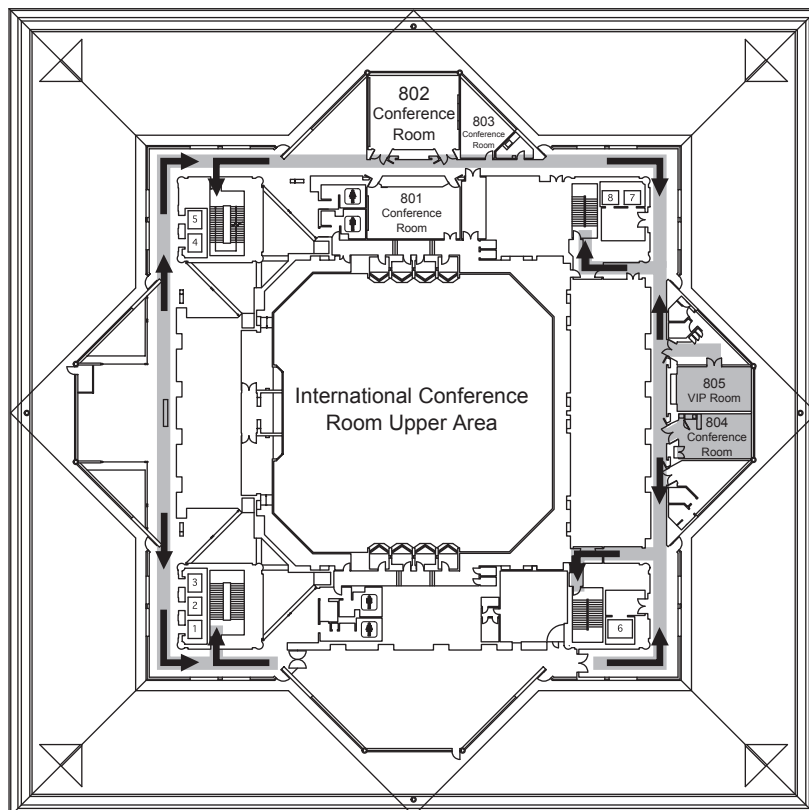 802
Conference
Room
803
Conference
Room
801
Conference
Room
5
4
8
7
International Conference
Room Upper Area
805
VIP Room
804
Conference
Room
3
2
1
6